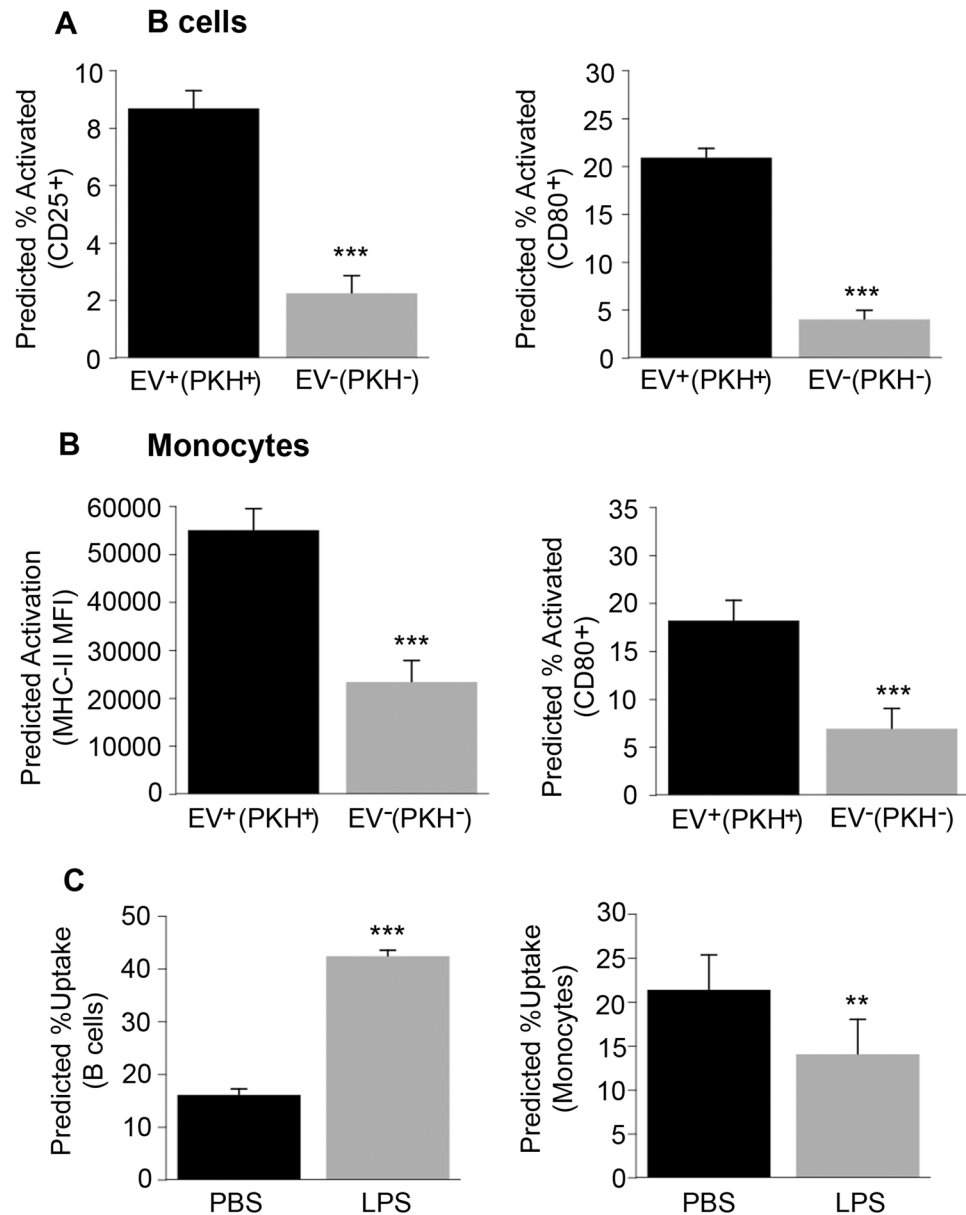 A B cells
Predicted % Activated
(CD25+)
10
8
6
4
2
0
***
EV+(PKH+) EV-(PKH-)
Predicted % Activated
(CD80+)
30
25
20
15
10
5
0
***
EV+(PKH+) EV-(PKH-)
B Monocytes
Predicted Activation
(MHC-II MFI)
60000
50000
40000
30000
20000
10000
0
***
EV+(PKH+) EV-(PKH-)
Predicted % Activated
(CD80+)
35
30
25
20
15
10
5
0
***
EV+(PKH+) EV-(PKH-)
C
Predicted %Uptake
(B cells)
50
40
30
20
10
0
***
PBS LPS
Predicted %Uptake
(Monocytes)
30
25
20
15
10
5
0
**
PBS LPS